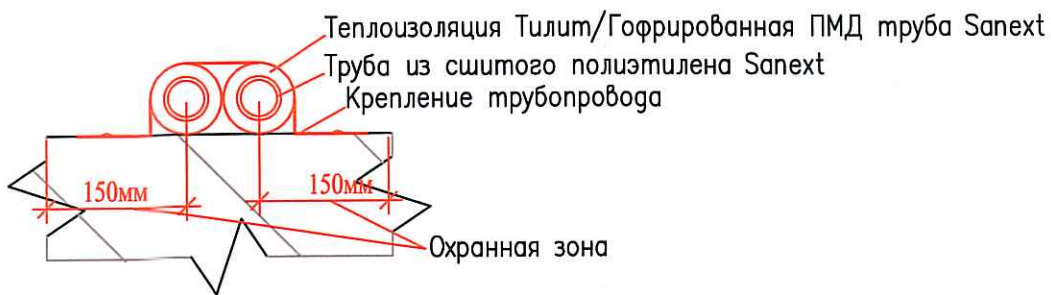 Теплоизоляция Тилит/Гофрированная ПМД труба Sanext
Труба из сшитого полиэтилена Sanext
Крепление трубопровода
150мм
150мм
Охранная зона